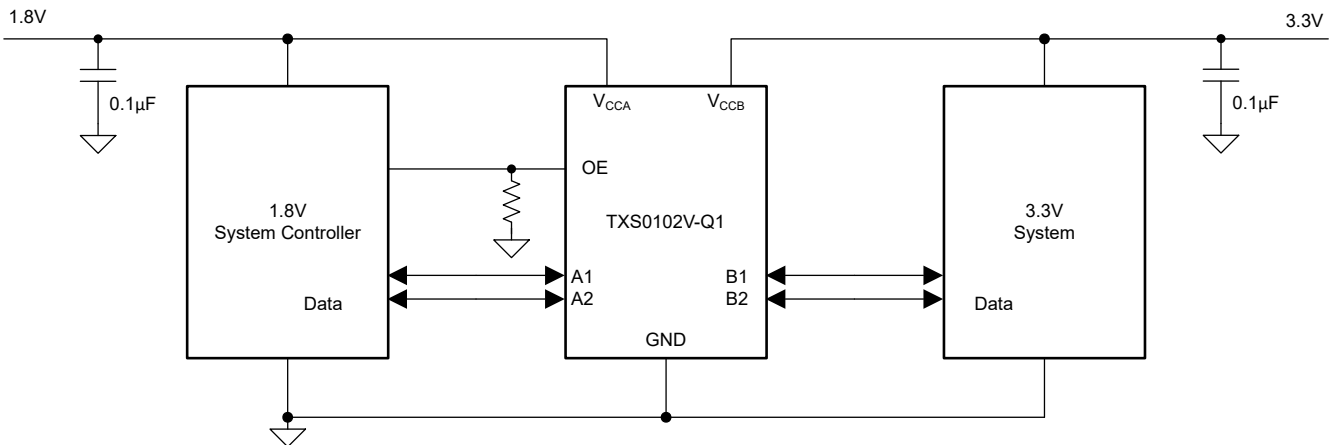 1.8V
3.3V
0.1µF
V_CCA
V_CCB
0.1µF
OE
1.8V
System Controller
TXS0102V-Q1
3.3V
System
A1
B1
Data
A2
B2
Data
GND